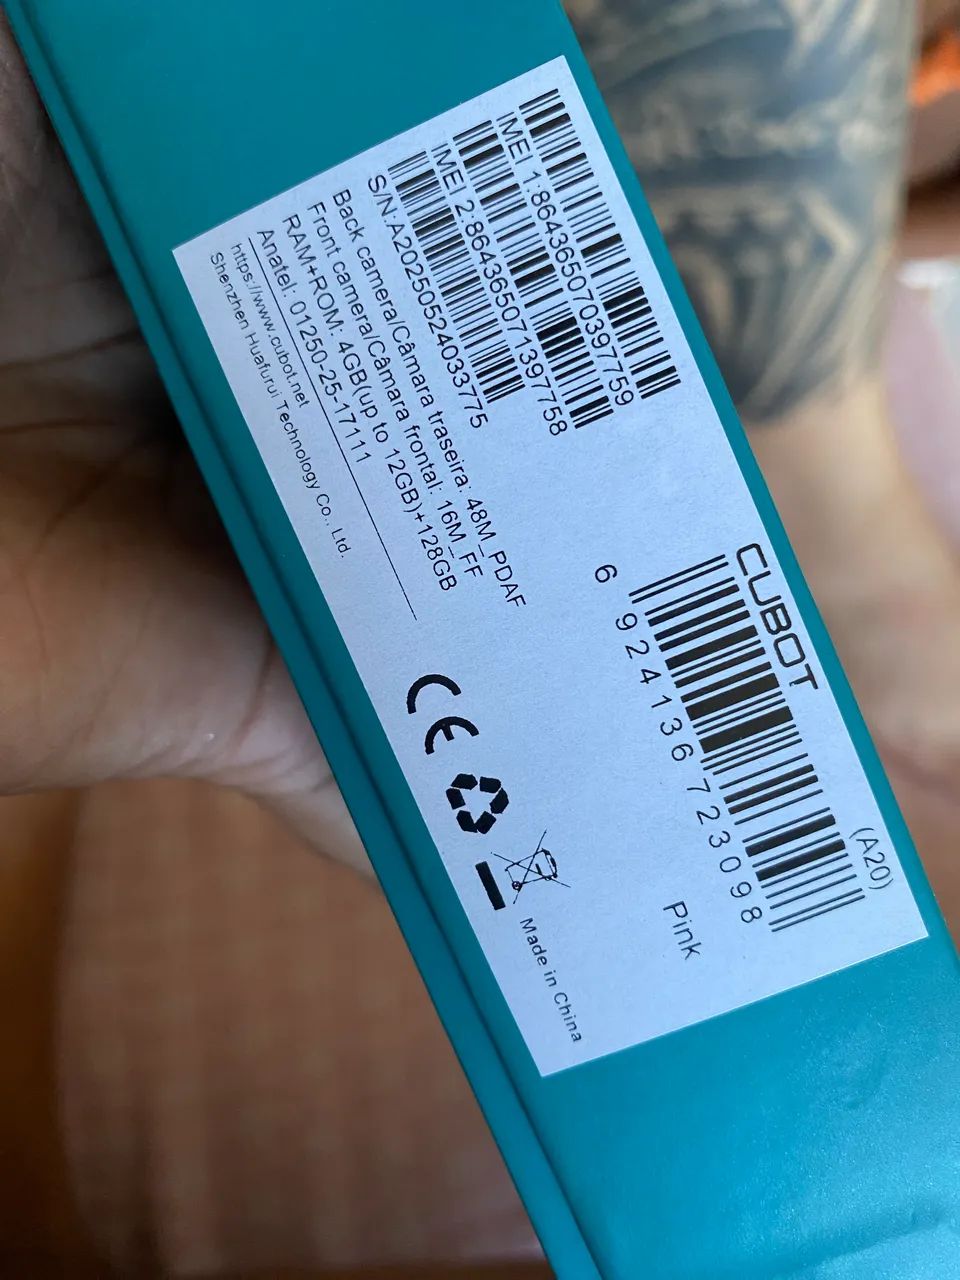 CUBOT
(A20)
6 924136 723098
Pink
IMEI 1:864365070397759
IMEI 2:864365071397758
S/N:A20250524033775
Back camera/Câmara traseira: 48M_PDAF
Front camera/Câmara frontal: 16M_FF
RAM+ROM: 4GB(up to 12GB)+128GB
Anatel: 01250-25-17111
https://www.cubot.net
Shenzhen Huafurui Technology Co., Ltd.
CE
Made in China